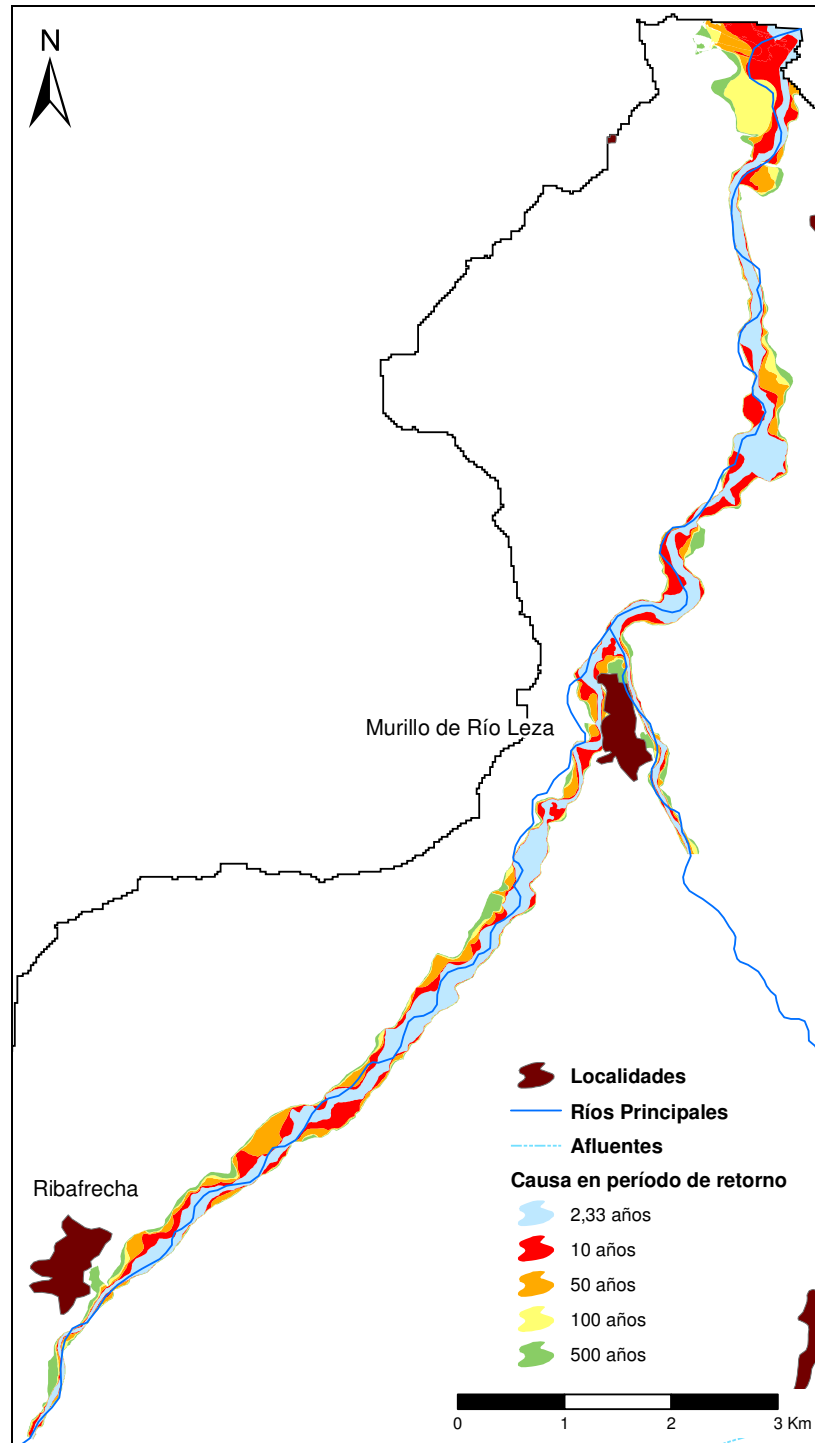 N
Murillo de Río Leza
Ribafrecha
Localidades
Ríos Principales
Afluentes
Causa en período de retorno
2,33 años
10 años
50 años
100 años
500 años
0 1 2 3 Km